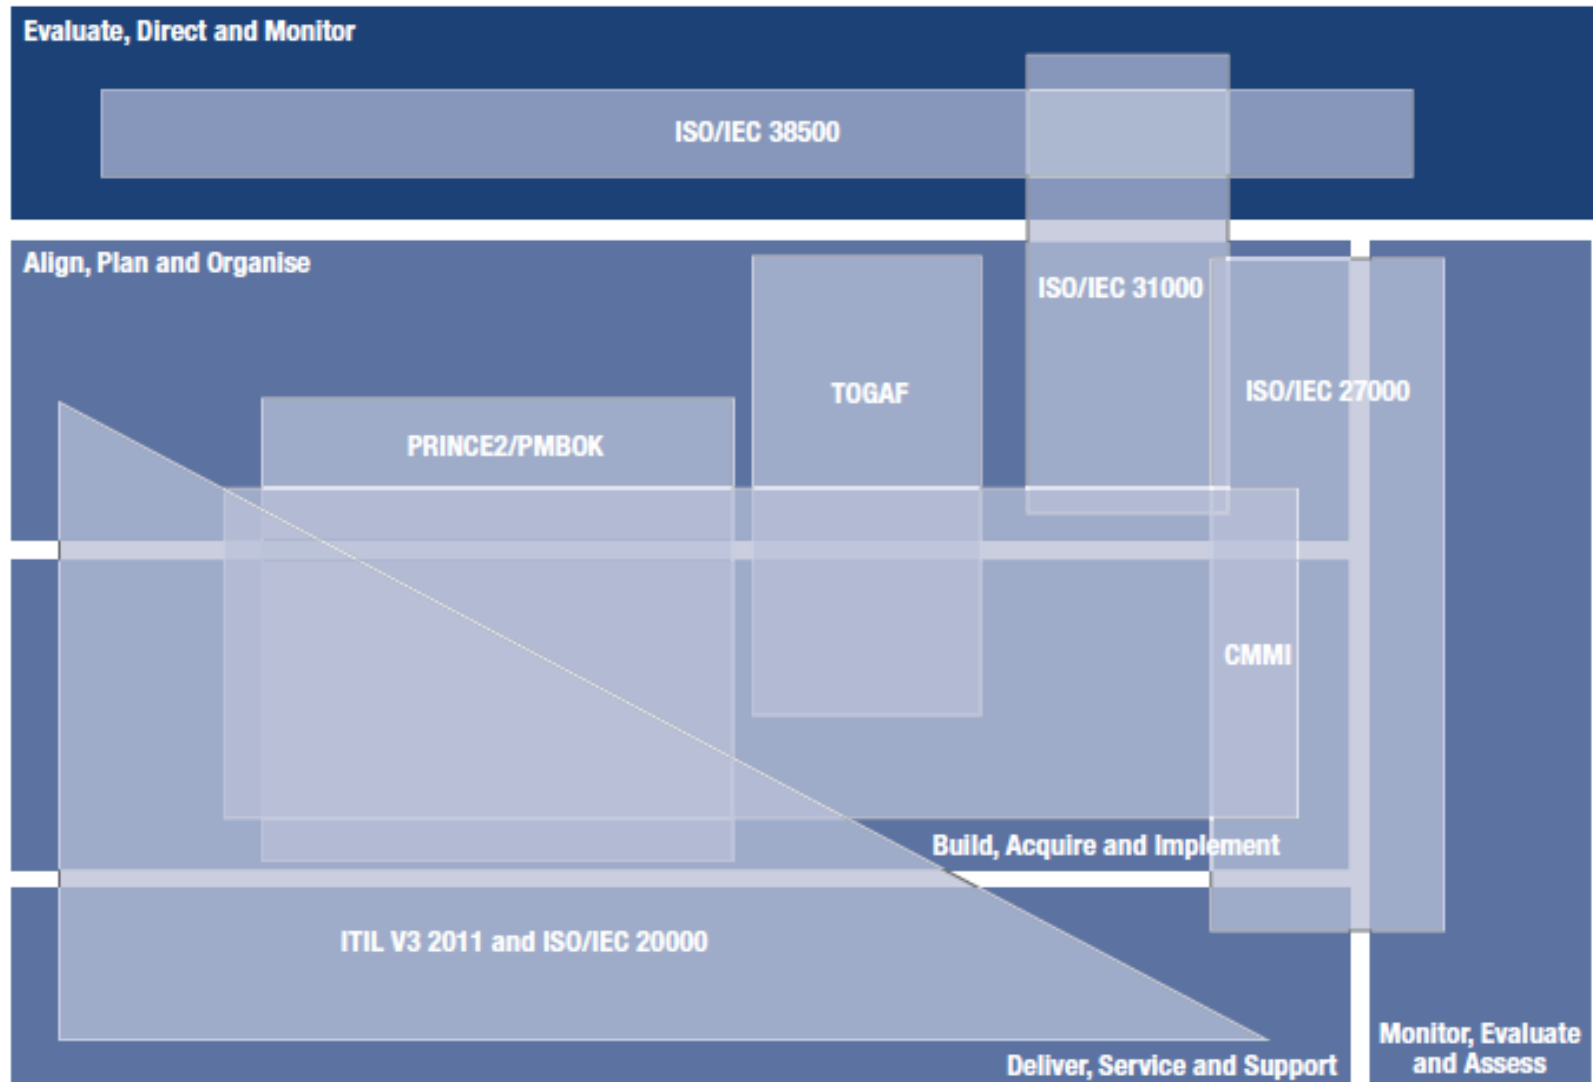 Evaluate, Direct and Monitor
ISO/IEC 38500
Align, Plan and Organise
ISO/IEC 31000
TOGAF
ISO/IEC 27000
PRINCE2/PMBOK
CMMI
Build, Acquire and Implement
ITIL V3 2011 and ISO/IEC 20000
Deliver, Service and Support
Monitor, Evaluate
and Assess